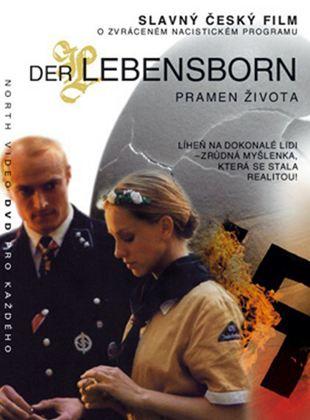 SLAVNÝ ČESKÝ FILM
O ZVRÁCENÉM NACISTICKÉM PROGRAMU
DER LEBENSBORN
PRAMEN ŽIVOTA
LÍHEŇ NA DOKONALÉ LIDI
–ZRŮDNÁ MYŠLENKA,
KTERÁ SE STALA
REALITOU!
NORTH VIDEO DVD PRO KAŽDÉHO